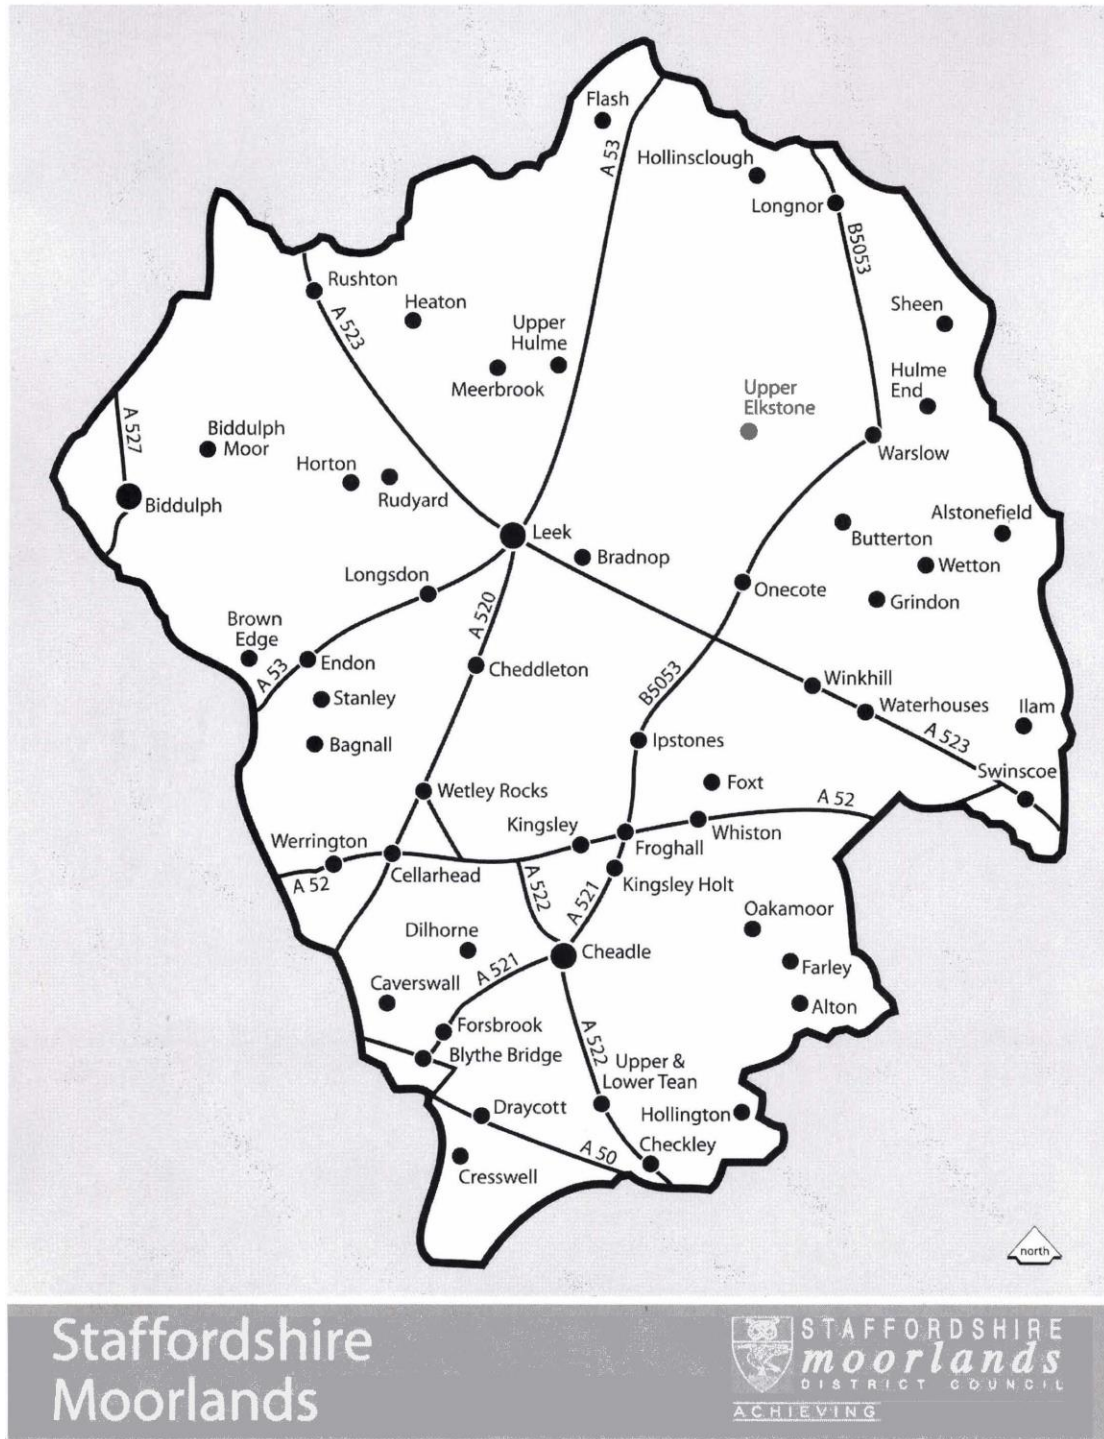 Flash
A 53
Hollinsclough
Longnor
B5053
Rushton
A 523
Heaton
Upper
Hulme
Meerbrook
Sheen
Hulme
End
Upper
Elkstone
Warslow
A 527
Biddulph
Moor
Biddulph
Horton
Rudyard
Leek
Bradnop
Alstonefield
Butterton
Wetton
Grindon
Onecote
Longsdon
A 520
Brown
Edge
A 53
Endon
Stanley
Bagnall
Cheddleton
B5053
Winkhill
Waterhouses
Ilam
A 523
Swinscoe
Ipstones
Foxt
Wetley Rocks
Kingsley
Whiston
A 52
Werrington
A 52
Cellarhead
Froghall
Kingsley Holt
A 522
A 521
Oakamoor
Dilhorne
Cheadle
Farley
A 521
Caverswall
Alton
Forsbrook
Blythe Bridge
A 522
Upper &
Lower Tean
Draycott
Hollington
Checkley
A 50
Cresswell
north
Staffordshire
Moorlands
STAFFORDSHIRE
moorlands
DISTRICT COUNCIL
ACHIEVING